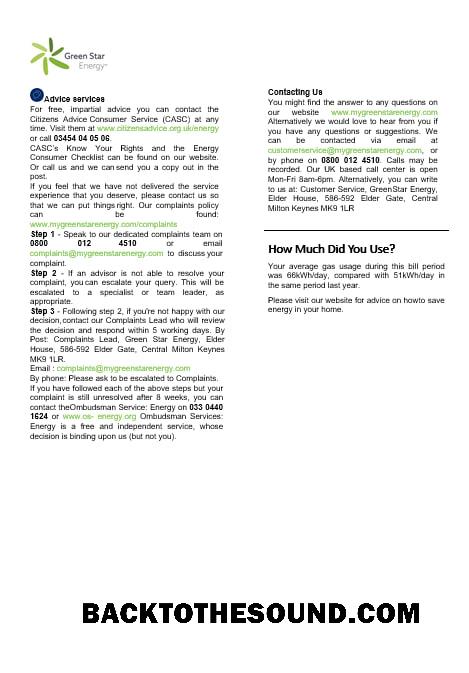 Green Star
Energy™
Advice services
For free, impartial advice you can contact the
Citizens Advice Consumer Service (CASC) at any
time. Visit them at www.citizensadvice.org.uk/energy
or call 03454 04 05 06.
CASC's Know Your Rights and the Energy
Consumer Checklist can be found on our website.
Or call us and we can send you a copy out in the
post.
If you feel that we have not delivered the service
experience that you deserve, please contact us so
that we can put things right. Our complaints policy
can be found:
www.mygreenstarenergy.com/complaints
Step 1 - Speak to our dedicated complaints team on
0800 012 4510 or email
complaints@mygreenstarenergy.com to discuss your
complaint.
Step 2 - If an advisor is not able to resolve your
complaint, you can escalate your query. This will be
escalated to a specialist or team leader, as
appropriate.
Step 3 - Following step 2, if you're not happy with our
decision, contact our Complaints Lead who will review
the decision and respond within 5 working days. By
Post: Complaints Lead, Green Star Energy, Elder
House, 586-592 Elder Gate, Central Milton Keynes
MK9 1LR.
Email : complaints@mygreenstarenergy.com
By phone: Please ask to be escalated to Complaints.
If you have followed each of the above steps but your
complaint is still unresolved after 8 weeks, you can
contact theOmbudsman Service: Energy on 033 0440
1624 or www.os- energy.org Ombudsman Services:
Energy is a free and independent service, whose
decision is binding upon us (but not you).
Contacting Us
You might find the answer to any questions on
our website www.mygreenstarenergy.com
Alternatively we would love to hear from you if
you have any questions or suggestions. We
can be contacted via email at
customerservice@mygreenstarenergy.com, or
by phone on 0800 012 4510. Calls may be
recorded. Our UK based call center is open
Mon-Fri 8am-6pm. Alternatively, you can write
to us at: Customer Service, GreenStar Energy,
Elder House, 586-592 Elder Gate, Central
Milton Keynes MK9 1LR
How Much Did You Use?
Your average gas usage during this bill period
was 66kWh/day, compared with 51kWh/day in
the same period last year.
Please visit our website for advice on howto save
energy in your home.
BACKTOTHESOUND.COM